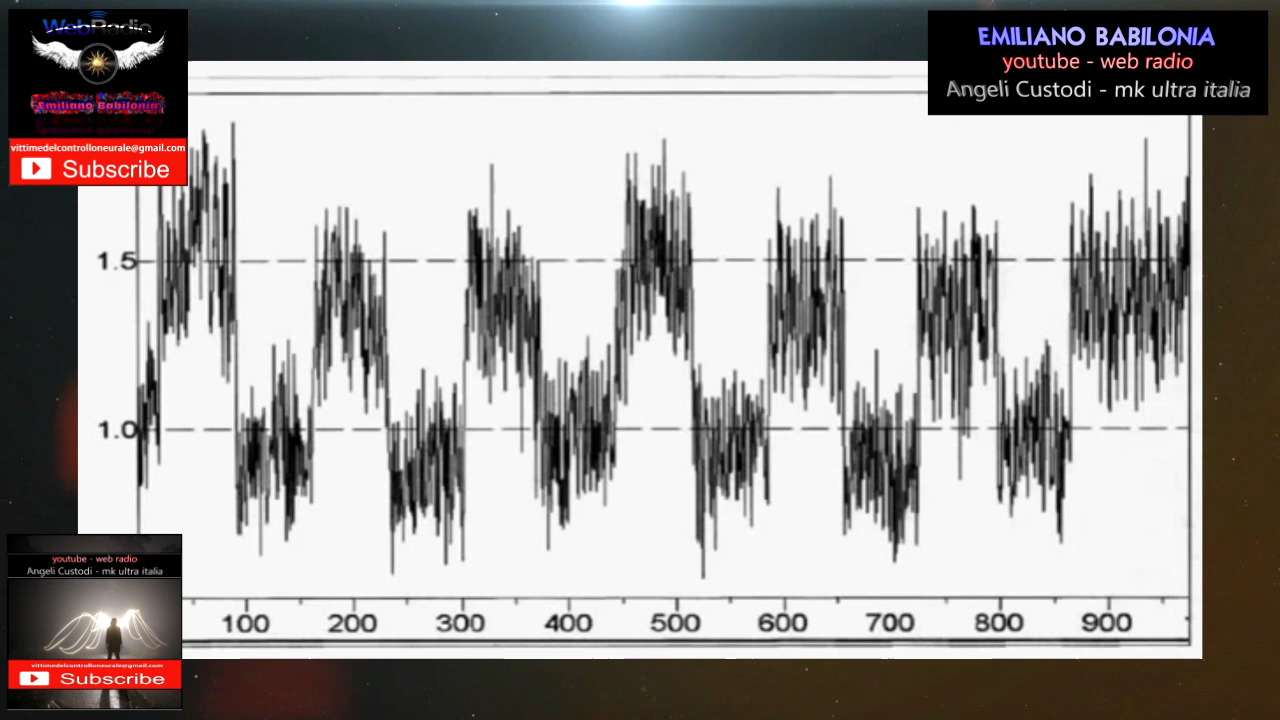 WebRadio
Emiliano Babilonia
vittimedelcontrolloneurale@gmail.com
Subscribe
EMILIANO BABILONIA
youtube - web radio
Angeli Custodi - mk ultra italia
1.5
1.0
100 200 300 400 500 600 700 800 900
youtube - web radio
Angeli Custodi - mk ultra italia
vittimedelcontrolloneurale@gmail.com
Subscribe